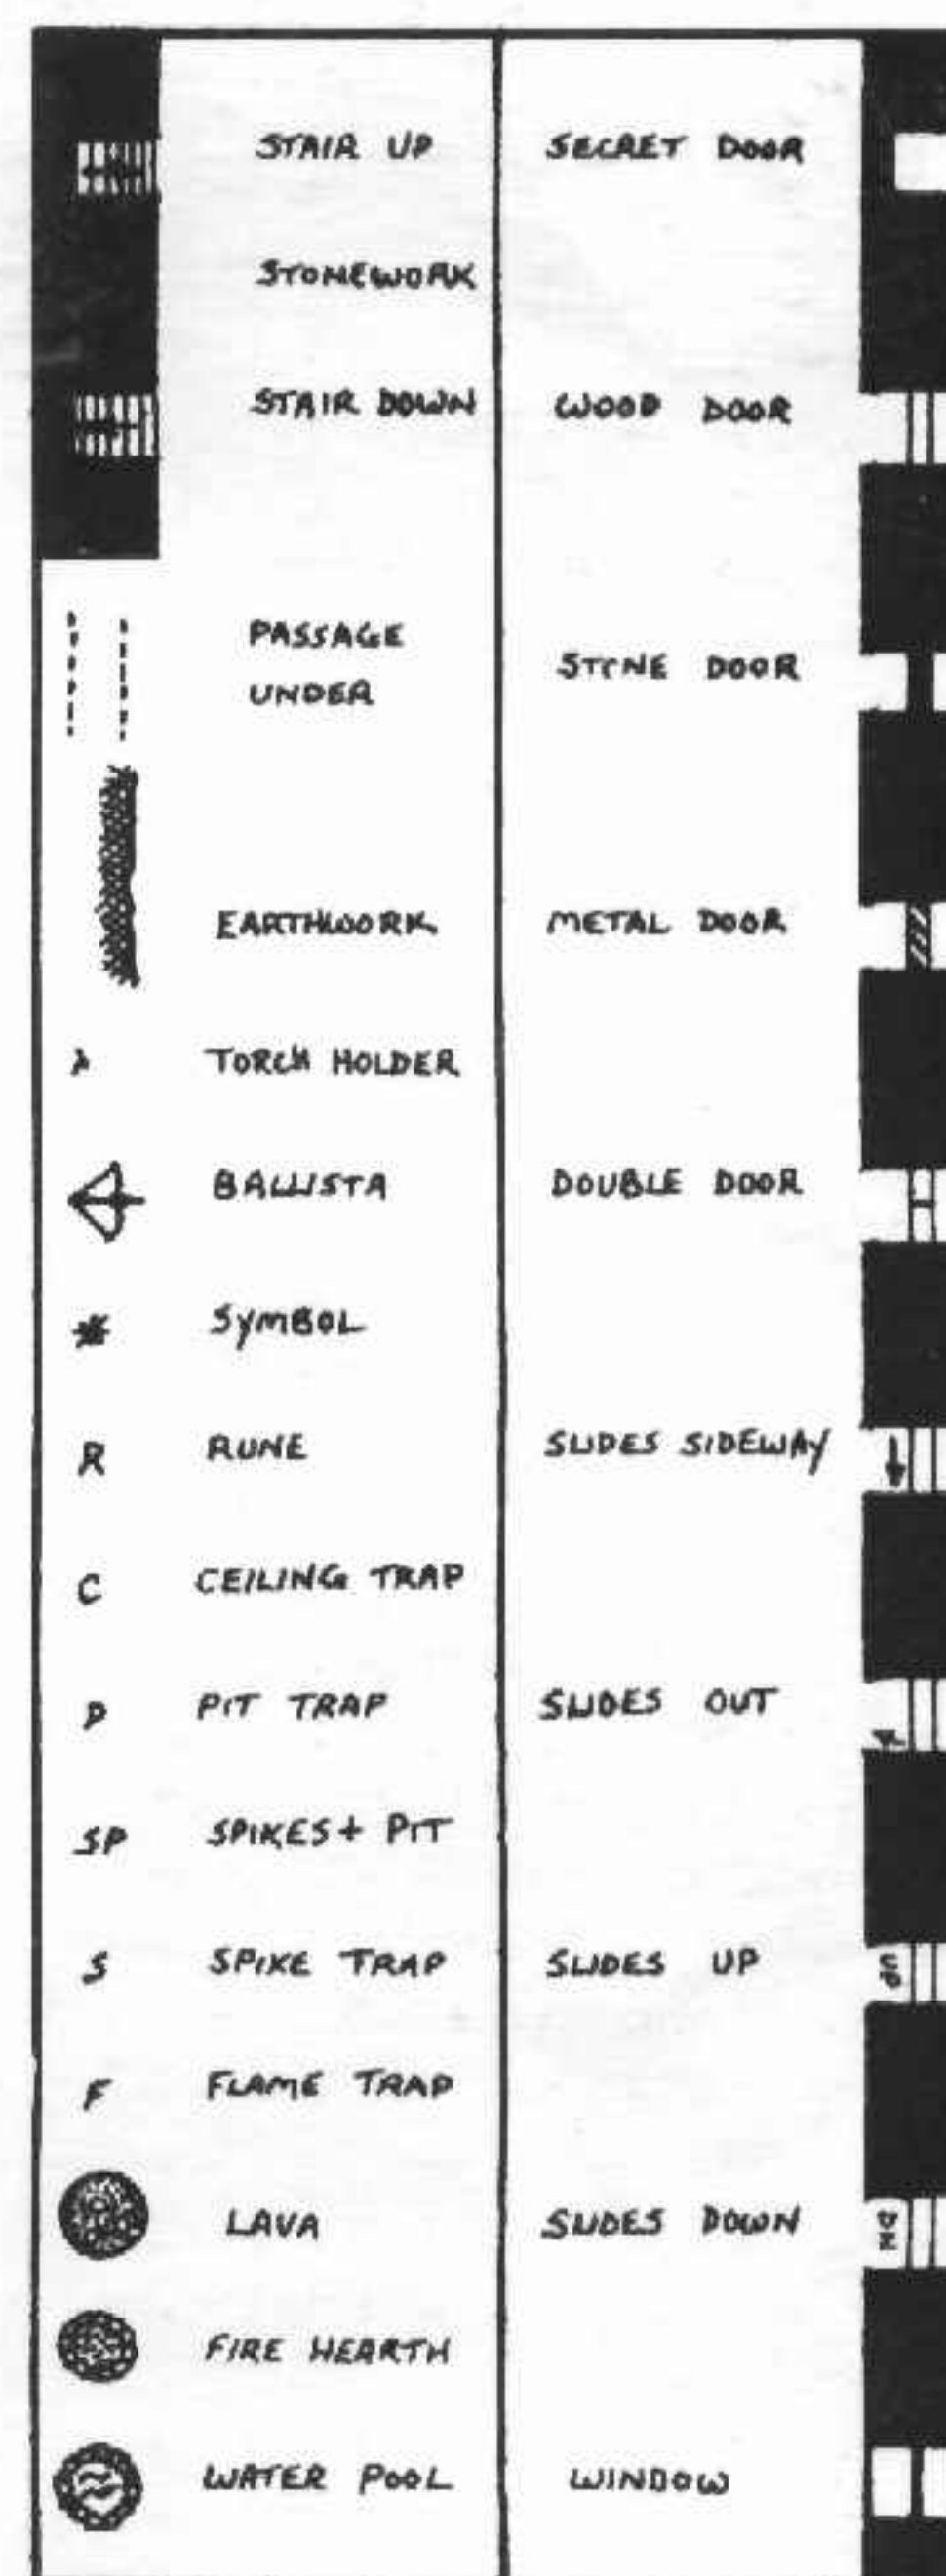 STAIR UP
STONEWORK
STAIR DOWN
PASSAGE
UNDER
EARTHWORK
TORCH HOLDER
BALLISTA
* SYMBOL
R RUNE
C CEILING TRAP
P PIT TRAP
SP SPIKES + PIT
S SPIKE TRAP
F FLAME TRAP
LAVA
FIRE HEARTH
WATER POOL
SECRET DOOR
WOOD DOOR
STONE DOOR
METAL DOOR
DOUBLE DOOR
SLIDES SIDEWAY
SLIDES OUT
SLIDES UP
UP
SLIDES DOWN
DN
WINDOW